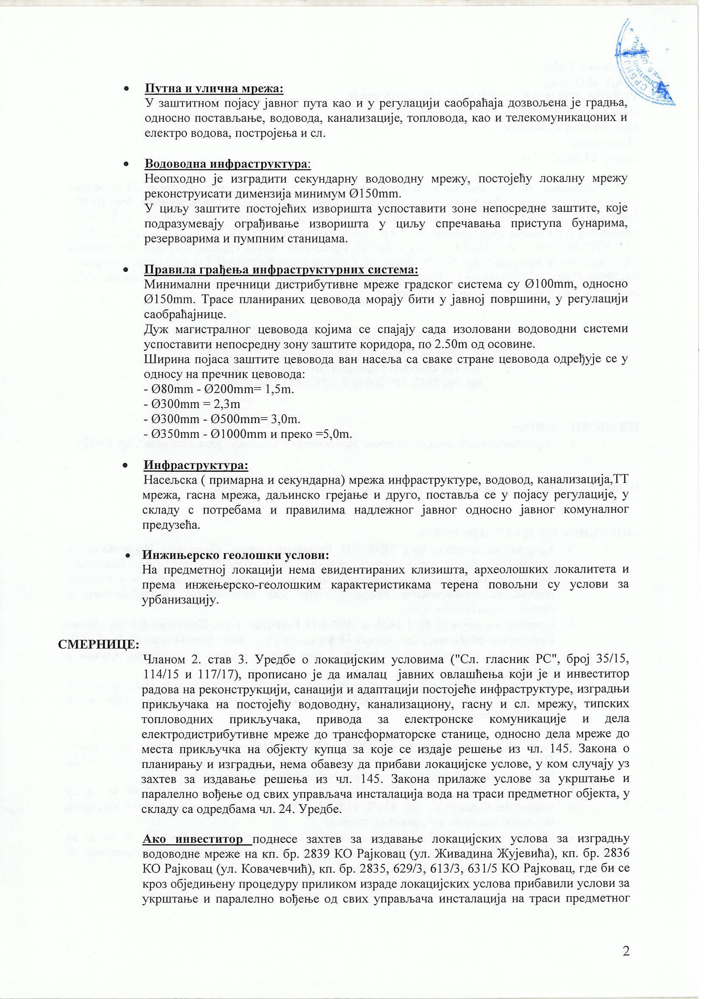 • Путна и улична мрежа:
У заштитном појасу јавног пута као и у регулацији саобраћаја дозвољена је градња,
односно постављање, водовода, канализације, топловода, као и телекомуникацоних и
електро водова, постројења и сл.
• Водоводна инфраструктура:
Неопходно је изградити секундарну водоводну мрежу, постојећу локалну мрежу
реконструисати димензија минимум Ø150mm.
У циљу заштите постојећих изворишта успоставити зоне непосредне заштите, које
подразумевају ограђивање изворишта у циљу спречавања приступа бунарима,
резервоарима и пумпним станицама.
• Правила грађења инфраструктурних система:
Минимални пречници дистрибутивне мреже градског система су Ø100mm, односно
Ø150mm. Трасе планираних цевовода морају бити у јавној површини, у регулацији
саобраћајнице.
Дуж магистралног цевовода којима се спајају сада изоловани водоводни системи
успоставити непосредну зону заштите коридора, по 2.50m од осовине.
Ширина појаса заштите цевовода ван насеља са сваке стране цевовода одређује се у
односу на пречник цевовода:
- Ø80mm - Ø200mm= 1,5m.
- Ø300mm = 2,3m
- Ø300mm - Ø500mm= 3,0m.
- Ø350mm - Ø1000mm и преко =5,0m.
• Инфраструктура:
Насељска ( примарна и секундарна) мрежа инфраструктуре, водовод, канализација,ТТ
мрежа, гасна мрежа, даљинско грејање и друго, поставља се у појасу регулације, у
складу с потребама и правилима надлежног јавног односно јавног комуналног
предузећа.
• Инжињерско геолошки услови:
На предметној локацији нема евидентираних клизишта, археолошких локалитета и
према инжењерско-геолошким карактеристикама терена повољни су услови за
урбанизацију.
СМЕРНИЦЕ:
Чланом 2. став 3. Уредбе о локацијским условима ("Сл. гласник РС", број 35/15,
114/15 и 117/17), прописано је да ималац јавних овлашћења који је и инвеститор
радова на реконструкцији, санацији и адаптацији постојеће инфраструктуре, изградњи
прикључака на постојећу водоводну, канализациону, гасну и сл. мрежу, типских
топловодних прикључака, привода за електронске комуникације и дела
електродистрибутивне мреже до трансформаторске станице, односно дела мреже до
места прикључка на објекту купца за које се издаје решење из чл. 145. Закона о
планирању и изградњи, нема обавезу да прибави локацијске услове, у ком случају уз
захтев за издавање решења из чл. 145. Закона прилаже услове за укрштање и
паралелно вођење од свих управљача инсталација вода на траси предметног објекта, у
складу са одредбама чл. 24. Уредбе.
Ако инвеститор поднесе захтев за издавање локацијских услова за изградњу
водоводне мреже на кп. бр. 2839 КО Рајковац (ул. Живадина Жујевића), кп. бр. 2836
КО Рајковац (ул. Ковачевчић), кп. бр. 2835, 629/3, 613/3, 631/5 КО Рајковац, где би се
кроз обједињену процедуру приликом израде локацијских услова прибавили услови за
укрштање и паралелно вођење од свих управљача инсталација на траси предметног
2